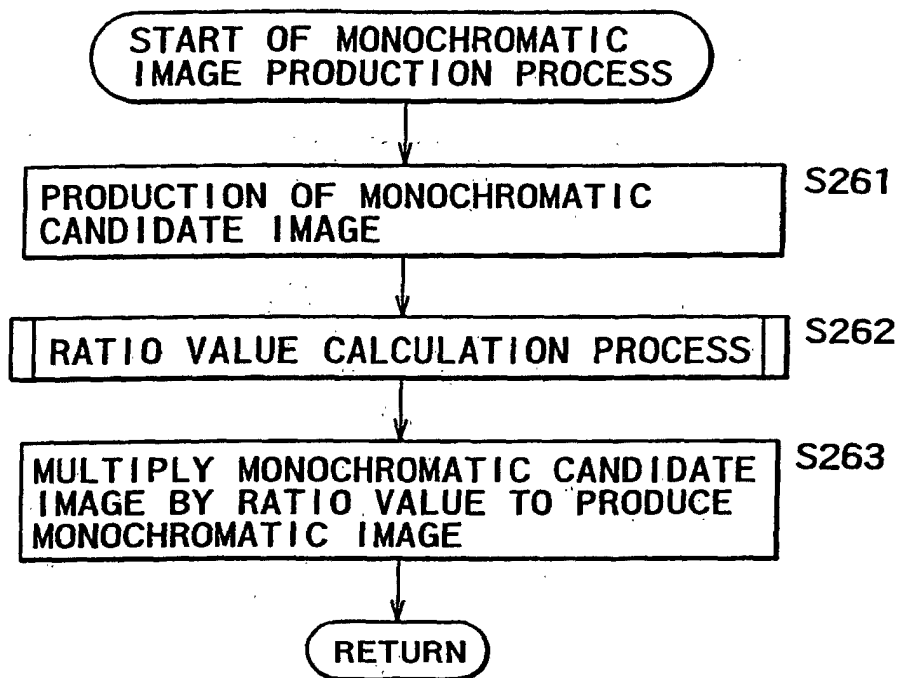 START OF MONOCHROMATIC
IMAGE PRODUCTION PROCESS
PRODUCTION OF MONOCHROMATIC
CANDIDATE IMAGE
S261
RATIO VALUE CALCULATION PROCESS
S262
MULTIPLY MONOCHROMATIC CANDIDATE
IMAGE BY RATIO VALUE TO PRODUCE
MONOCHROMATIC IMAGE
S263
RETURN